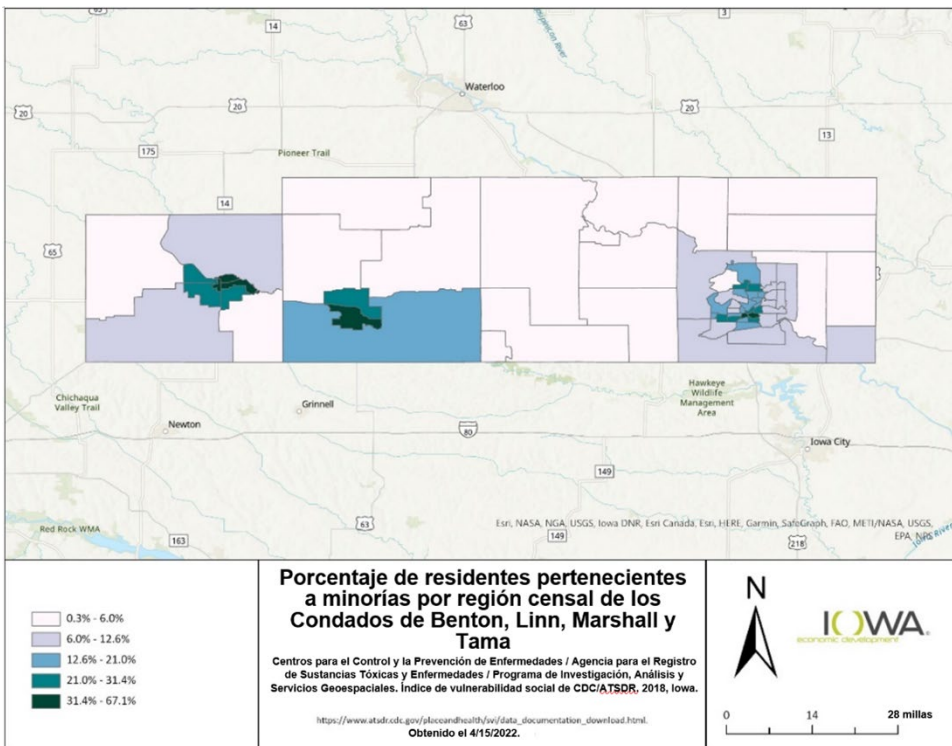 14
63
3
Waterloo
20
20
20
13
175
Pioneer Trail
14
65
Chichaqua
Valley Trail
Grinnell
Newton
Hawkeye
Wildlife
Management
Area
80
Iowa City
149
63
Red Rock WMA
163
149
218
Esri, NASA, NGA, USGS, Iowa DNR, Esri Canada, Esri, HERE, Garmin, SafeGraph, FAO, METI/NASA, USGS,
EPA, NPS
0.3% - 6.0%
6.0% - 12.6%
12.6% - 21.0%
21.0% - 31.4%
31.4% - 67.1%
Porcentaje de residentes pertenecientes
a minorías por región censal de los
Condados de Benton, Linn, Marshall y
Tama
Centros para el Control y la Prevención de Enfermedades / Agencia para el Registro
de Sustancias Tóxicas y Enfermedades / Programa de Investigación, Análisis y
Servicios Geoespaciales. Índice de vulnerabilidad social de CDC/ATSDR, 2018, Iowa.
https://www.atsdr.cdc.gov/placeandhealth/svi/data_documentation_download.html.
Obtenido el 4/15/2022.
N
IOWA
economic development
0 14 28 millas